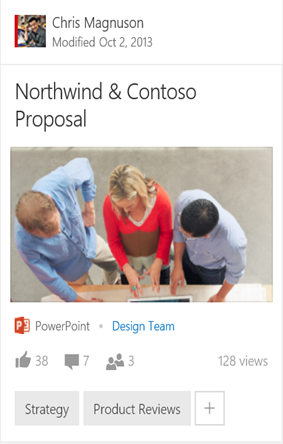 Chris Magnuson
Modified Oct 2, 2013
Northwind & Contoso
Proposal
PowerPoint • Design Team
38 7 3 128 views
Strategy Product Reviews +